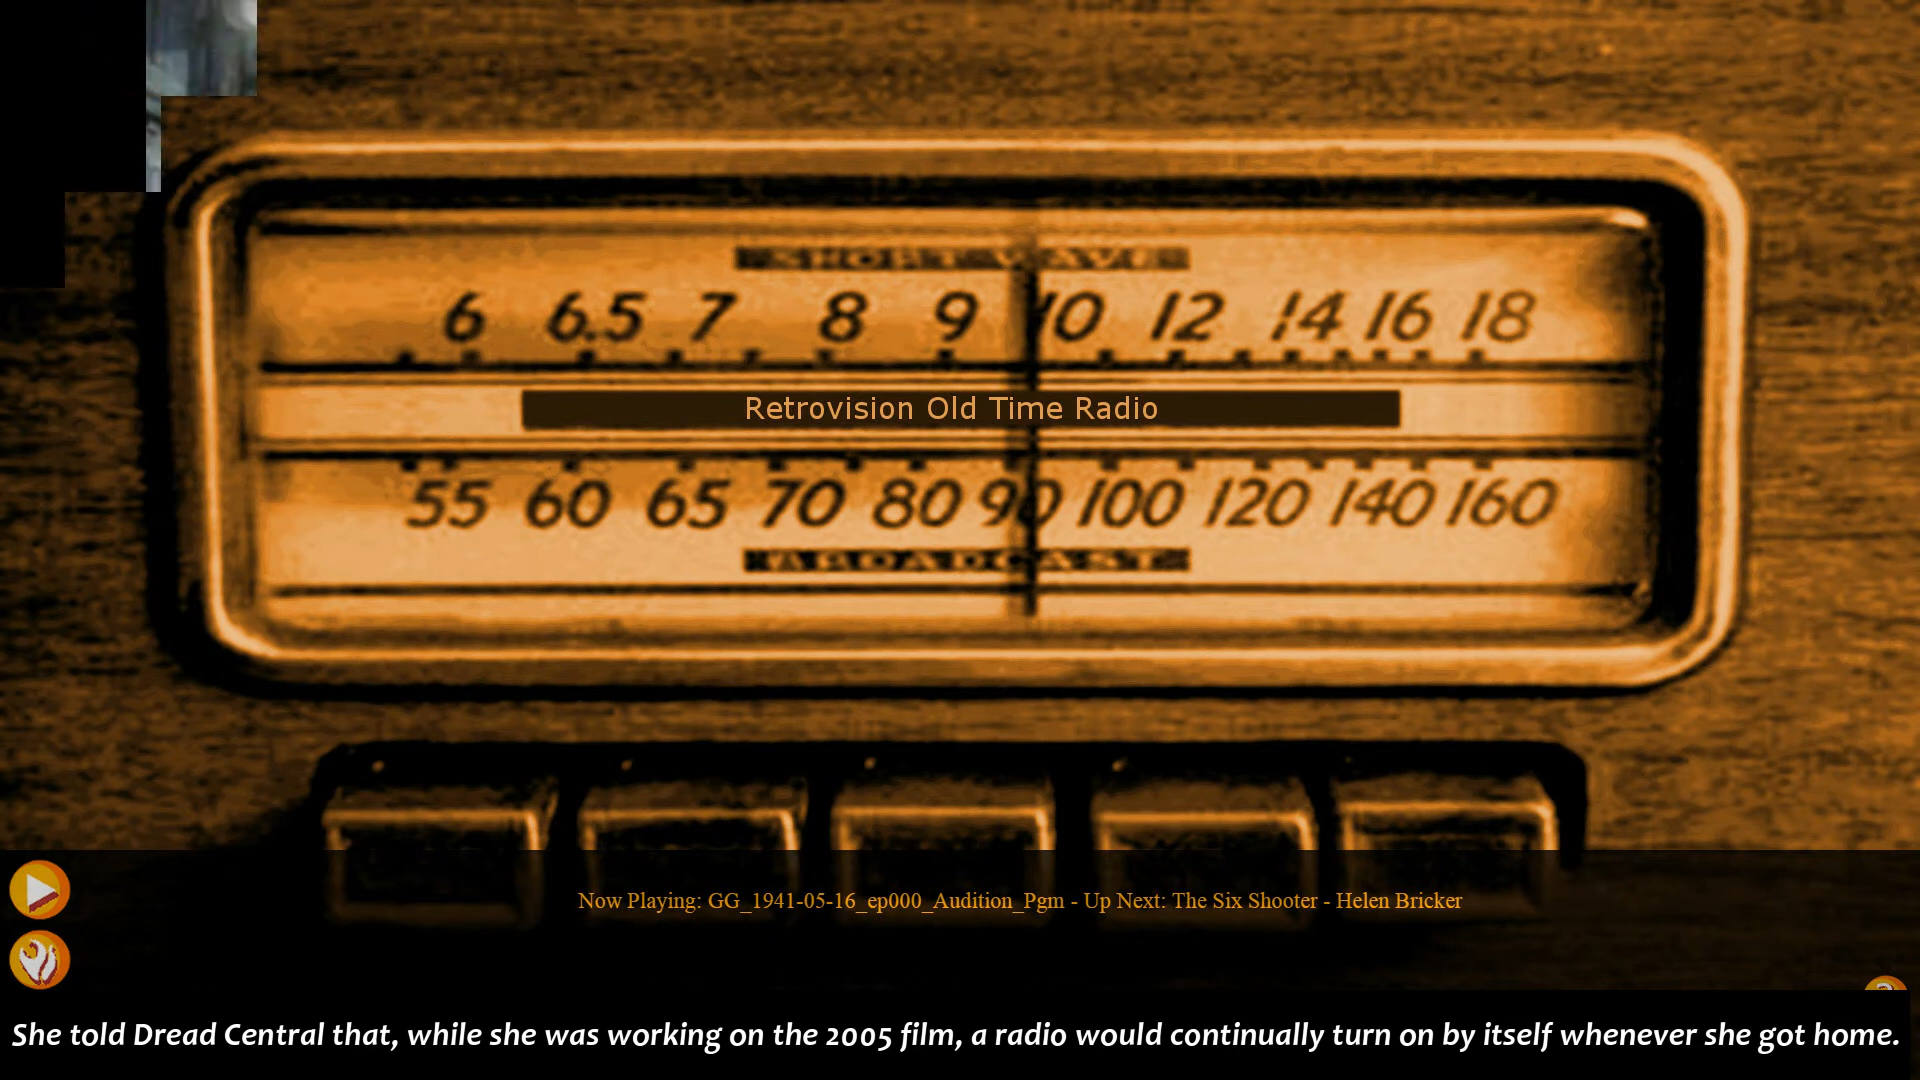 SHORT WAVE
6 6.5 7 8 9 10 12 14 16 18
Retrovision Old Time Radio
55 60 65 70 80 90 100 120 140 160
BROADCAST
Now Playing: GG_1941-05-16_ep000_Audition_Pgm - Up Next: The Six Shooter - Helen Bricker
She told Dread Central that, while she was working on the 2005 film, a radio would continually turn on by itself whenever she got home.